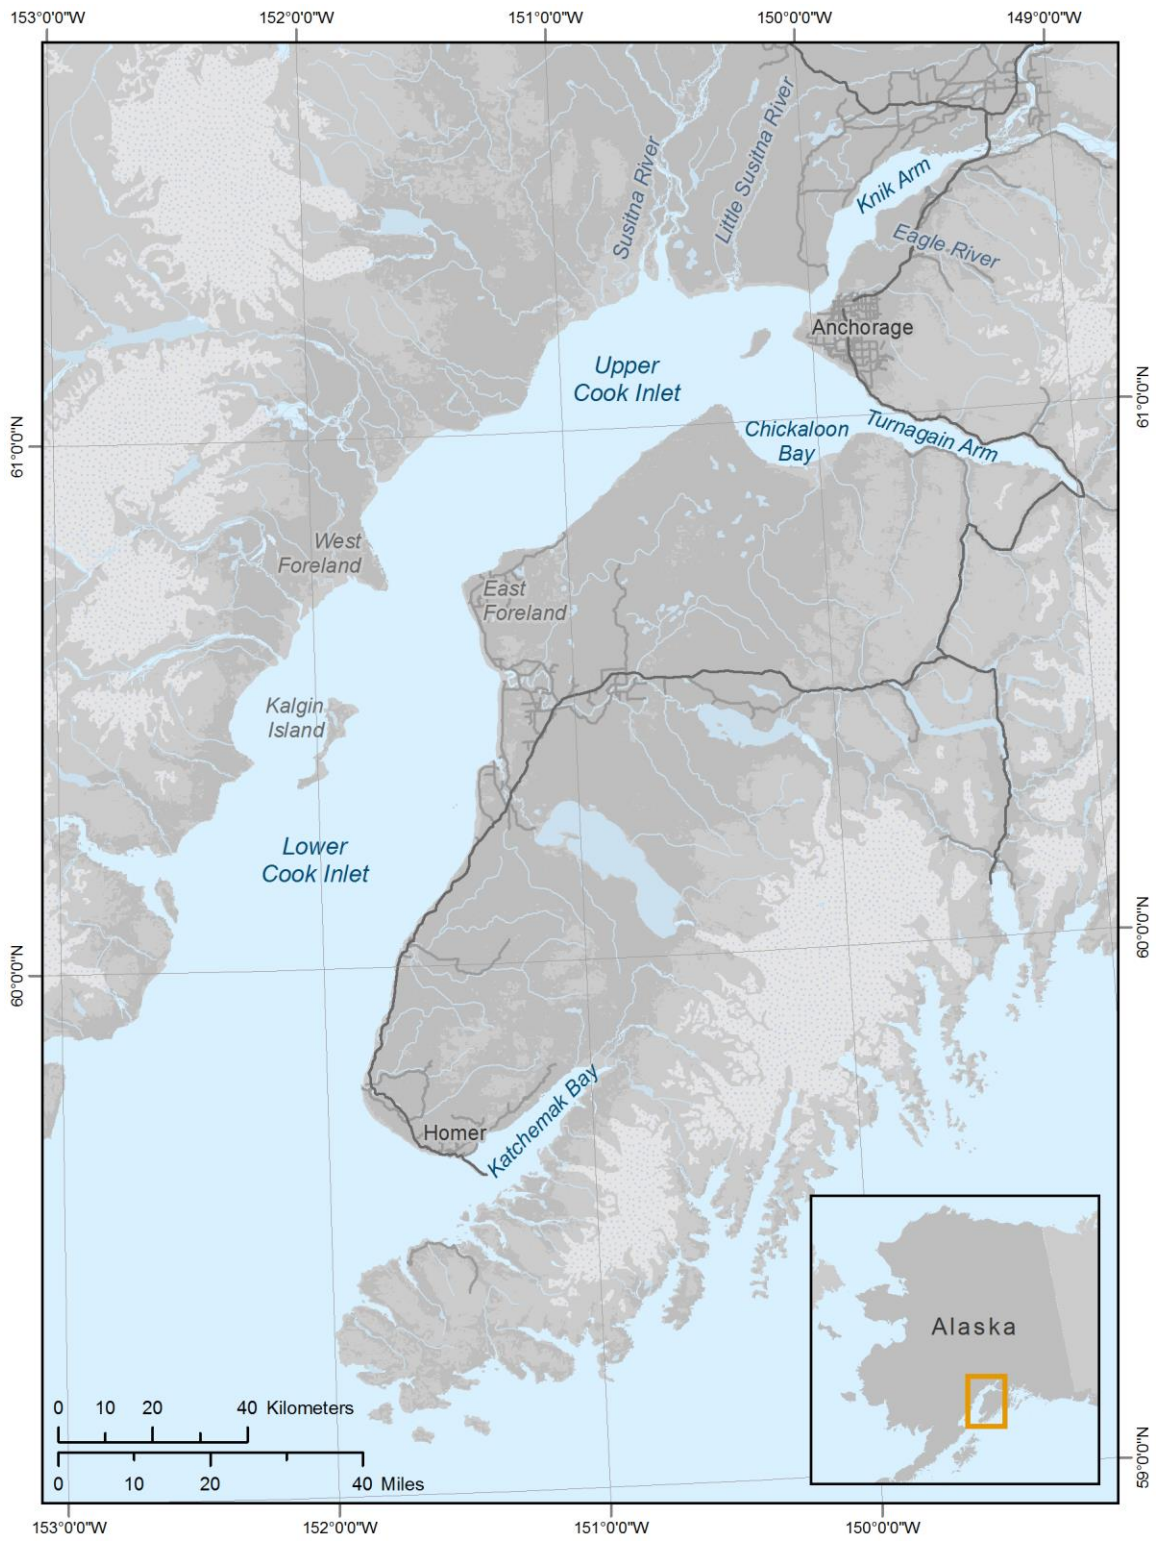 153°0'0"W 152°0'0"W 151°0'0"W 150°0'0"W 149°0'0"W
Susitna River
Little Susitna River
Knik Arm
Eagle River
Anchorage
Upper
Cook Inlet
61°0'0"N
61°0'0"N
Chickaloon
Bay
Turnagain Arm
West
Foreland
East
Foreland
Kalgin
Island
Lower
Cook Inlet
60°0'0"N
60°0'0"N
Homer
Katchemak Bay
Alaska
0 10 20 40 Kilometers
0 10 20 40 Miles
59°0'0"N
153°0'0"W 152°0'0"W 151°0'0"W 150°0'0"W